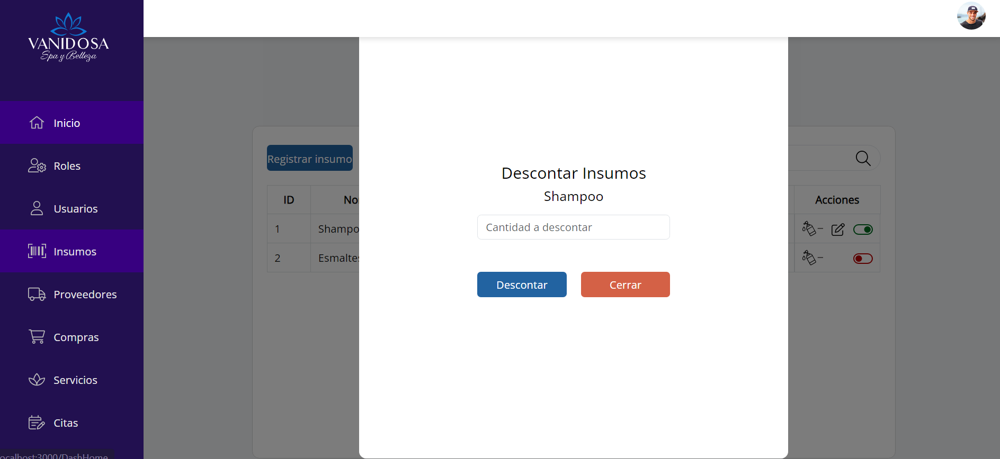 VANIDOSA
Spa y Belleza
Inicio
Roles
Usuarios
Insumos
Proveedores
Compras
Servicios
Citas
Registrar insumo
ID
No
Acciones
1
Shampo
2
Esmaltes
Descontar Insumos
Shampoo
Cantidad a descontar
Descontar
Cerrar
ocalhost:3000/DashHome